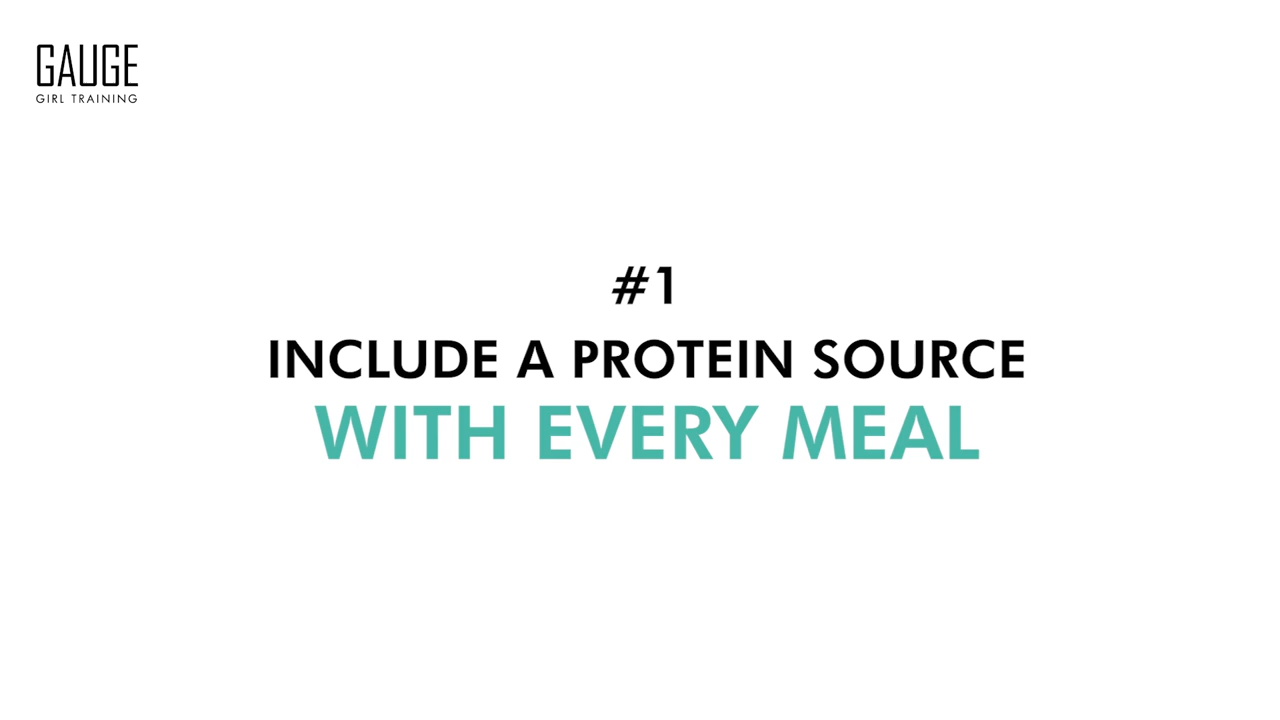 GAUGE
GIRL TRAINING
#1
INCLUDE A PROTEIN SOURCE
WITH EVERY MEAL